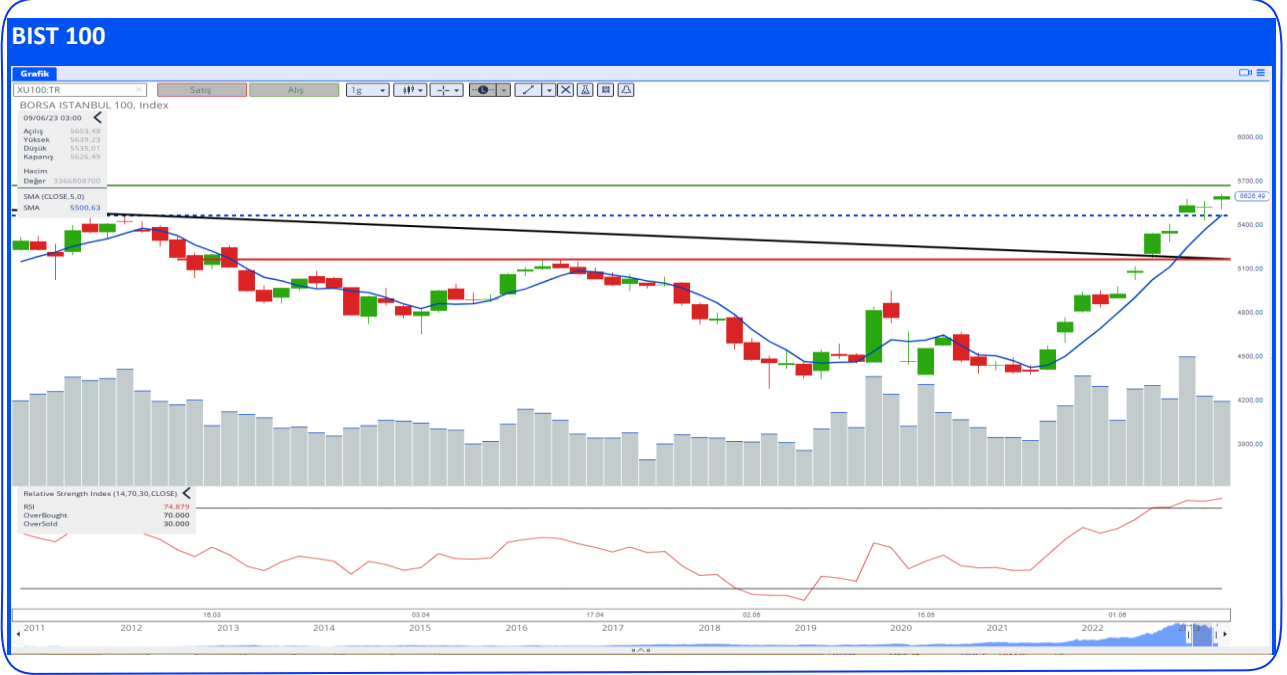 BIST 100
Grafik
XU100:TR
Satış
Alış
1g
BORSA ISTANBUL 100, Index
09/06/23 03:00
Açılış 5603,48
Yüksek 5639,23
Düşük 5535,01
Kapanış 5626,49
Hacim
Değer 3366808700
SMA (CLOSE,5,0)
SMA 5500,63
6000.00
5700.00
5626.49
5400.00
5100.00
4800.00
4500.00
4200.00
3900.00
Relative Strength Index (14,70,30,CLOSE)
RSI 74.879
OverBought 70.000
OverSold 30.000
16.03 03.04 17.04 02.05 16.05 01.06
2011 2012 2013 2014 2015 2016 2017 2018 2019 2020 2021 2022